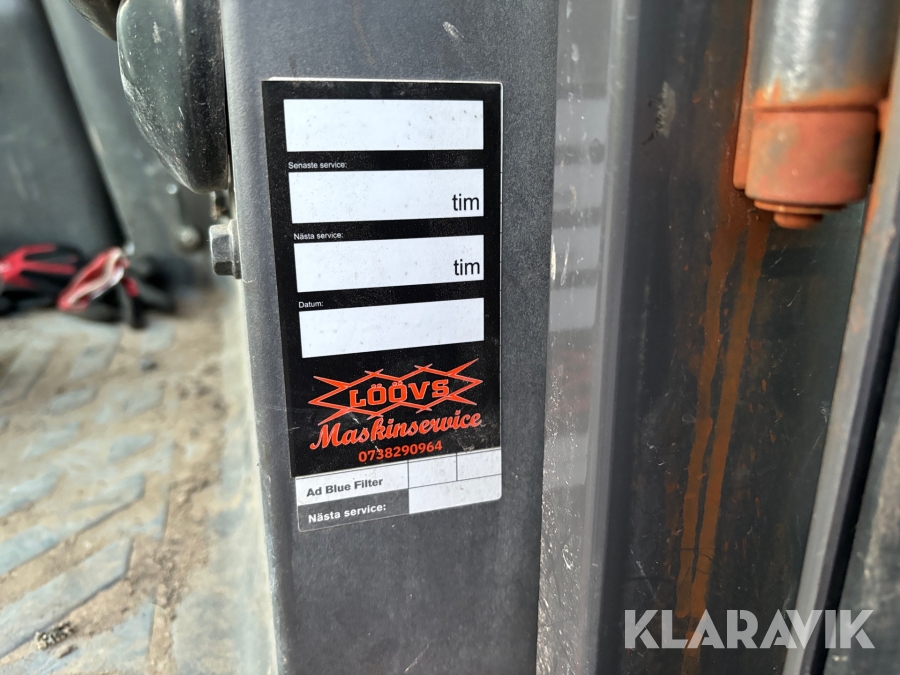 Senaste service:
tim
Nästa service:
tim
Datum:
LÖÖVS
Maskinservice
0738290964
Ad Blue Filter
Nästa service:
KLARAVIK